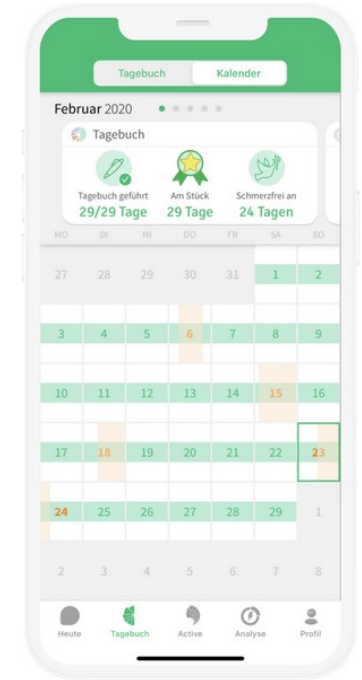 Tagebuch Kalender
Februar 2020
Tagebuch
Tagebuch geführt Am Stück Schmerzfrei an
29/29 Tage 29 Tage 24 Tagen
MO DI MI DO FR SA SO
27 28 29 30 31 1 2
3 4 5 6 7 8 9
10 11 12 13 14 15 16
17 18 19 20 21 22 23
24 25 26 27 28 29 1
2 3 4 5 6 7 8
Heute Tagebuch Active Analyse Profil